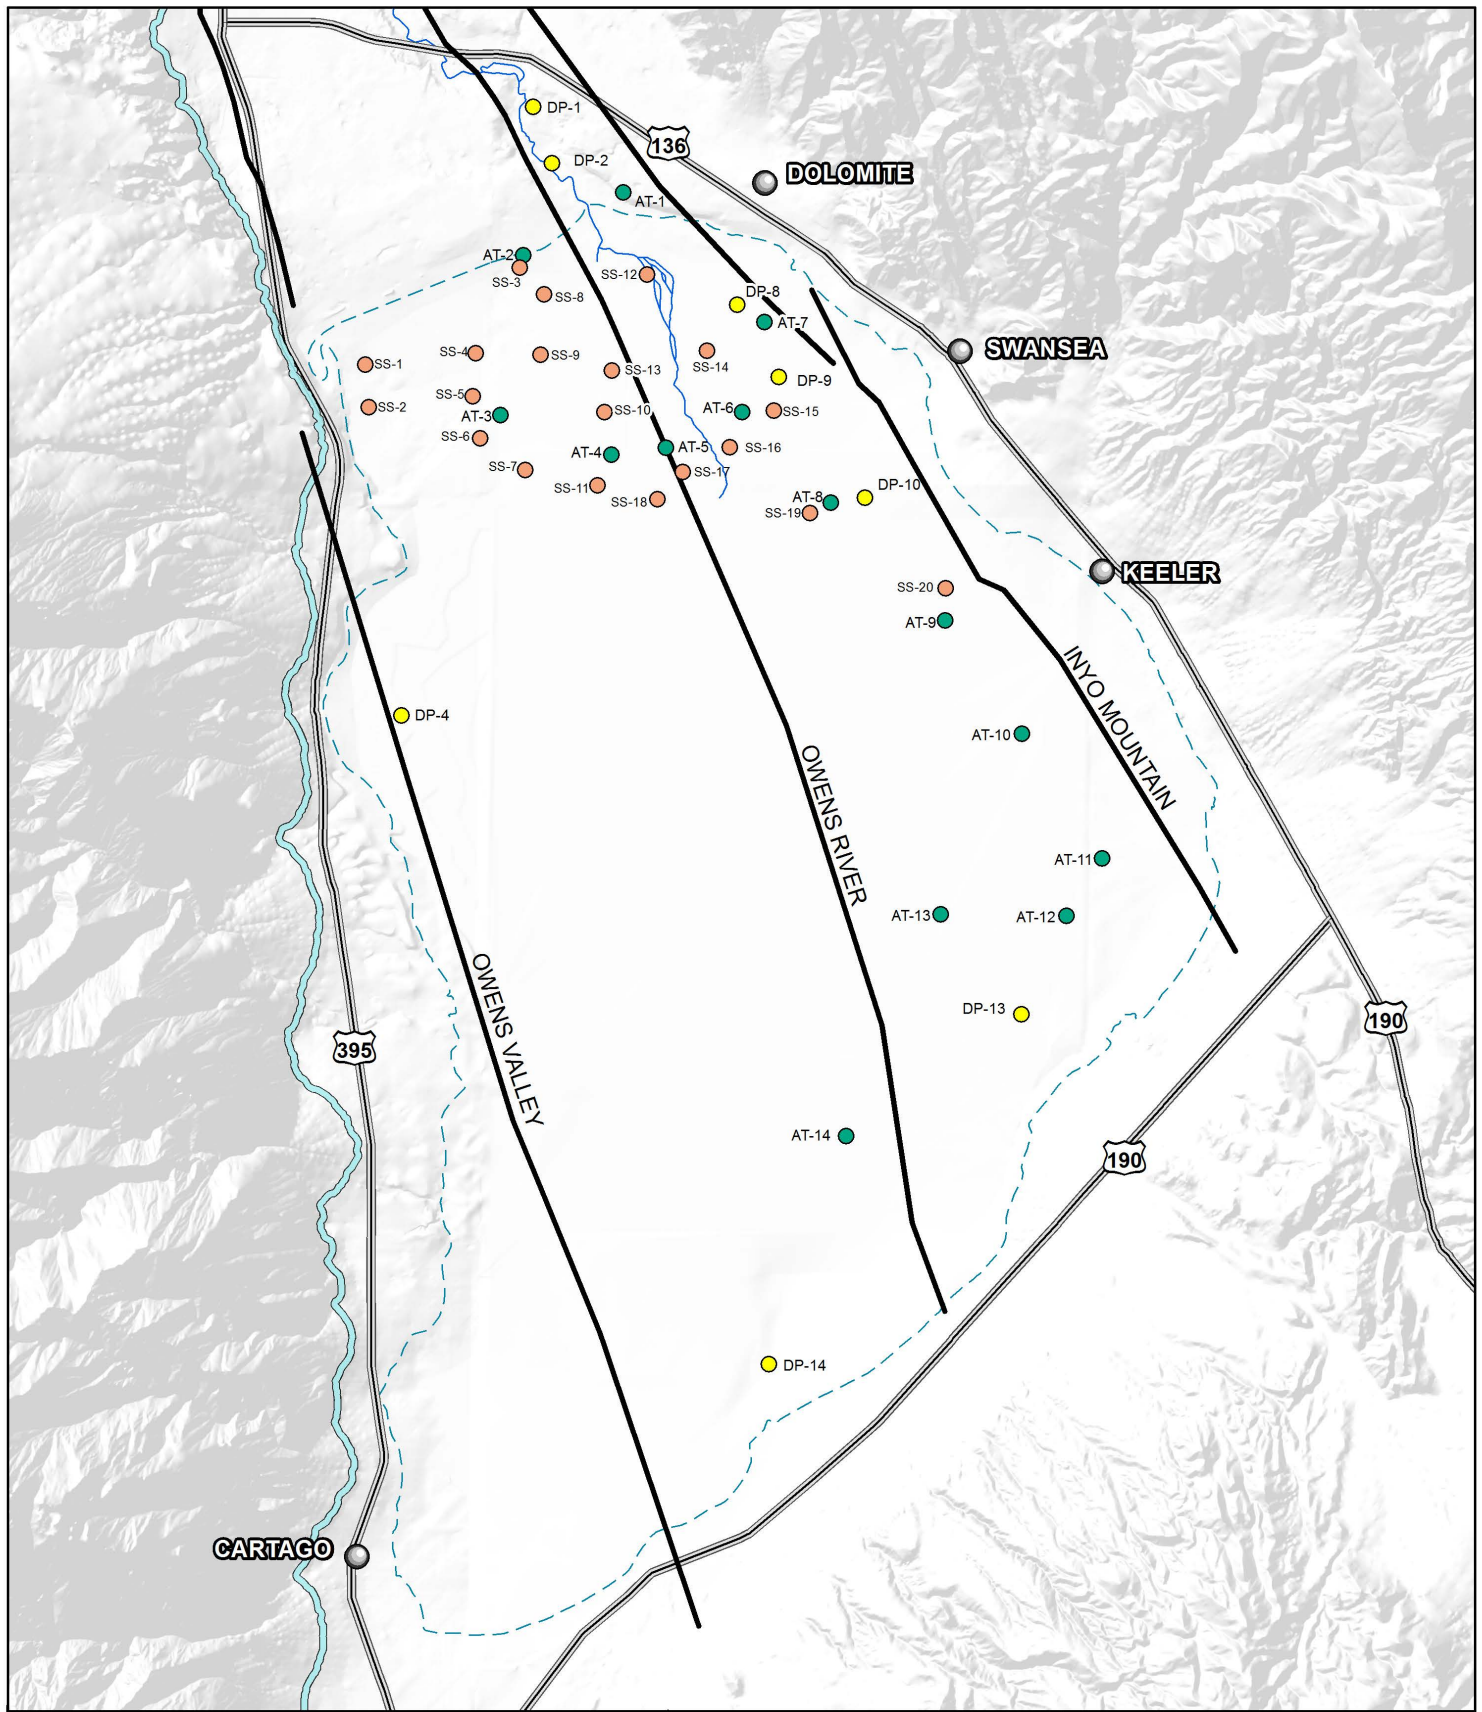 DP-1
136
DP-2
DOLOMITE
AT-1
AT-2
SS-3
SS-12
SS-8
DP-8
AT-7
SWANSEA
SS-4
SS-9
SS-1
SS-14
SS-13
DP-9
SS-5
SS-2
AT-3
SS-10
AT-6
SS-15
SS-6
AT-4
AT-5
SS-16
SS-7
SS-17
SS-11
SS-18
DP-10
AT-8
SS-19
KEELER
SS-20
AT-9
INYO MOUNTAIN
DP-4
AT-10
OWENS RIVER
AT-11
AT-13
AT-12
OWENS VALLEY
DP-13
190
395
AT-14
190
DP-14
CARTAGO